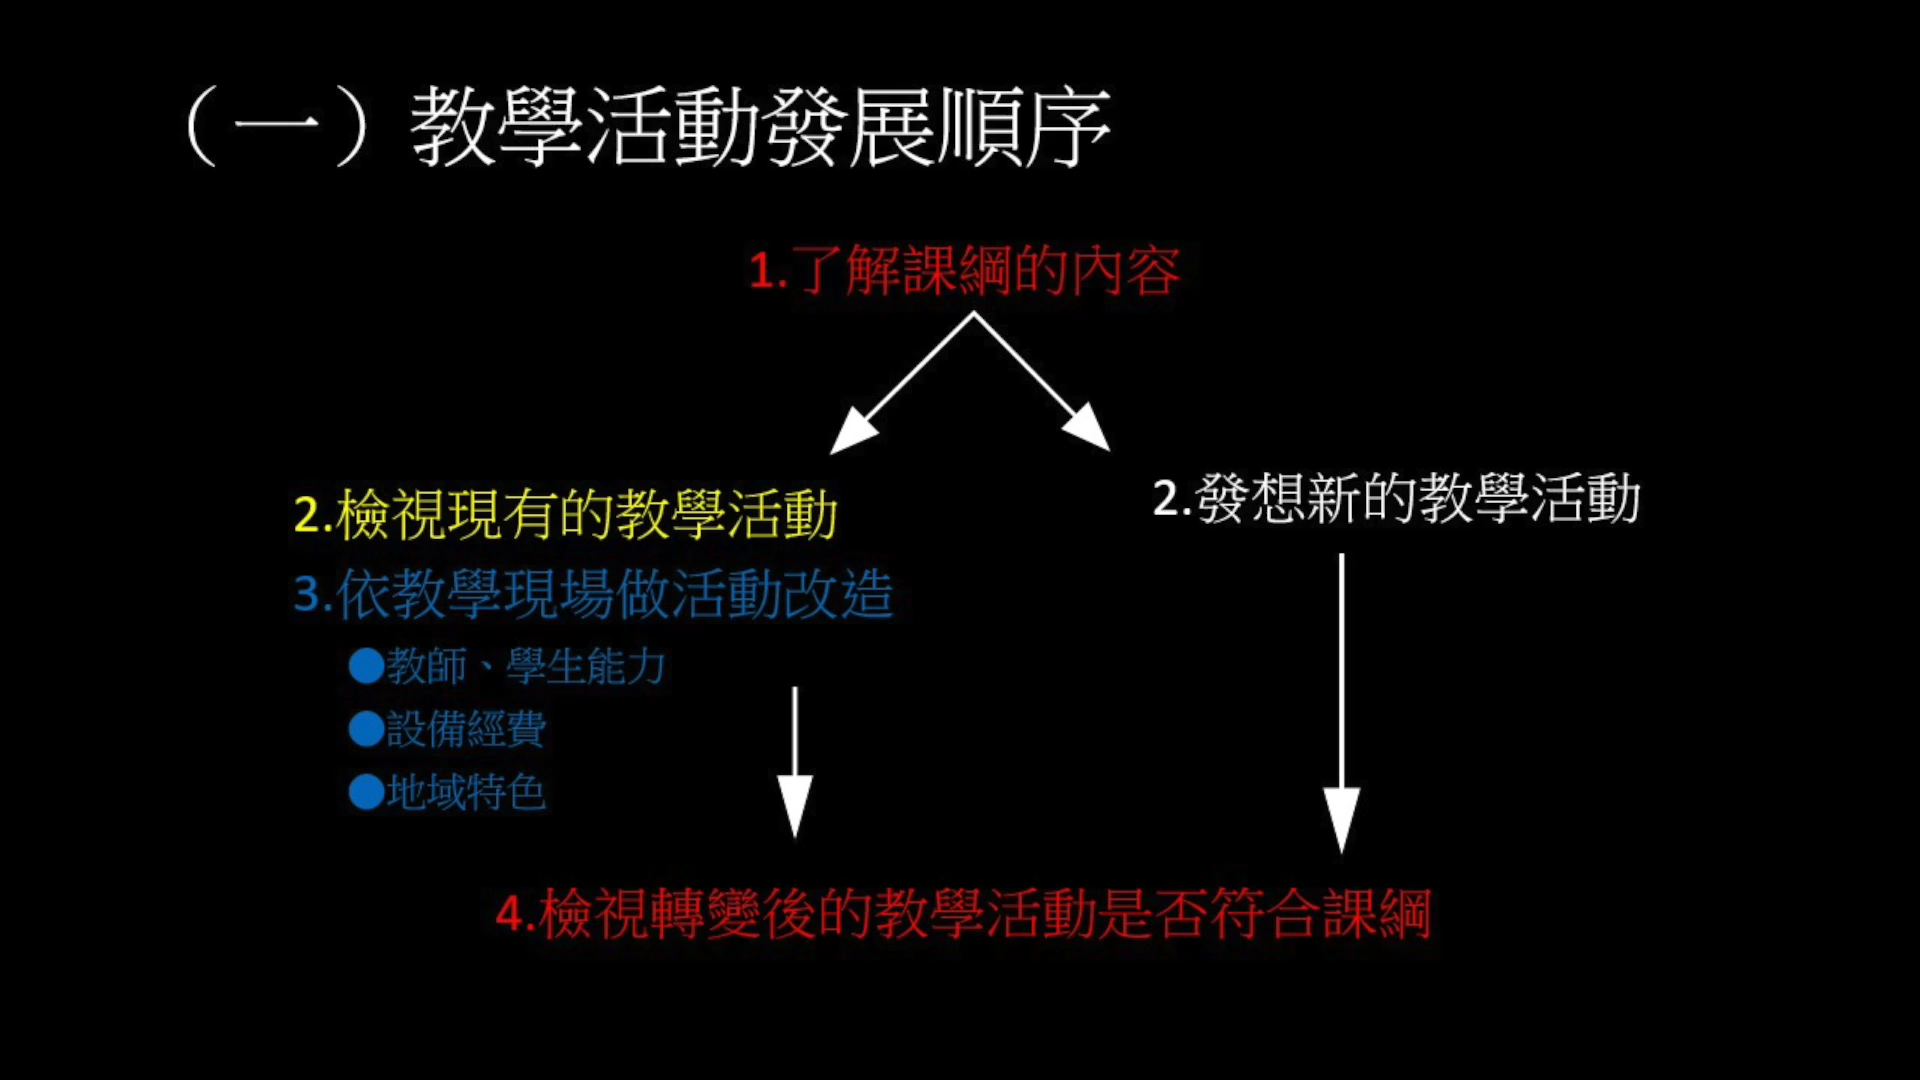 （一）教學活動發展順序
1.了解課綱的內容
2.檢視現有的教學活動
2.發想新的教學活動
3.依教學現場做活動改造
●教師、學生能力
●設備經費
●地域特色
4.檢視轉變後的教學活動是否符合課綱